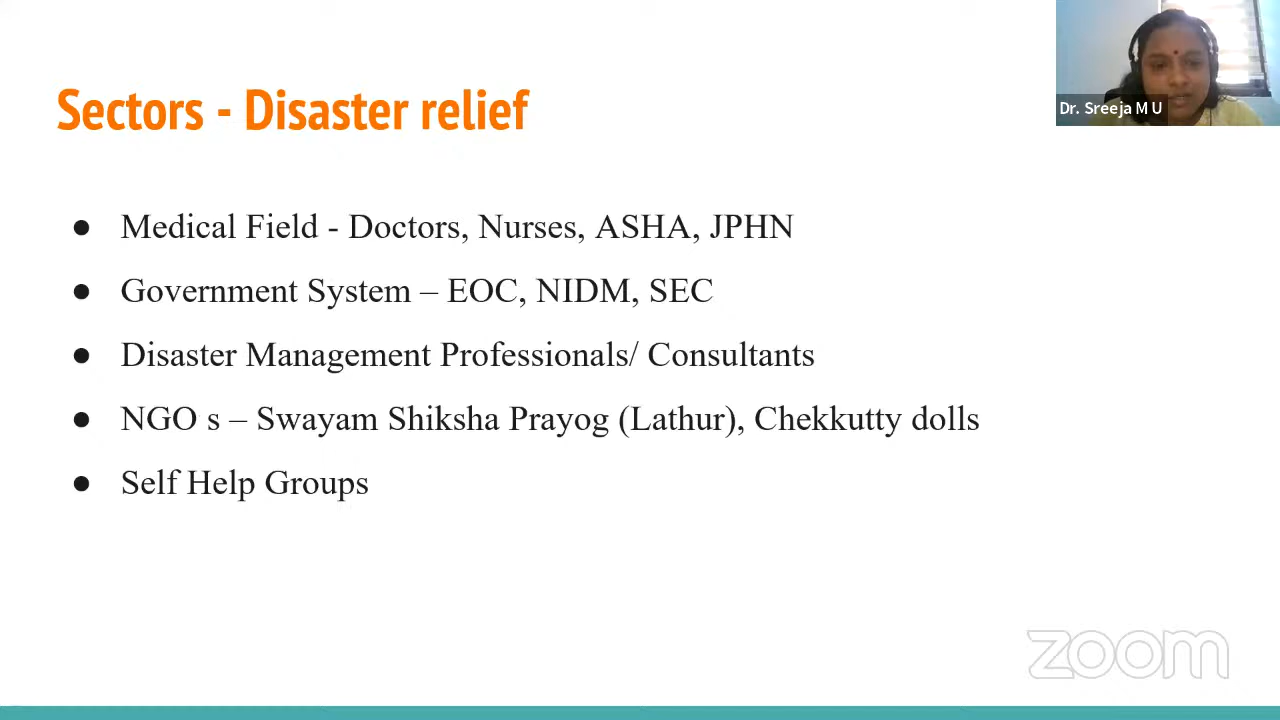 Sectors - Disaster relief
Dr. Sreeja M U
● Medical Field - Doctors, Nurses, ASHA, JPHN
● Government System – EOC, NIDM, SEC
● Disaster Management Professionals/ Consultants
● NGO s – Swayam Shiksha Prayog (Lathur), Chekkutty dolls
● Self Help Groups
zoom